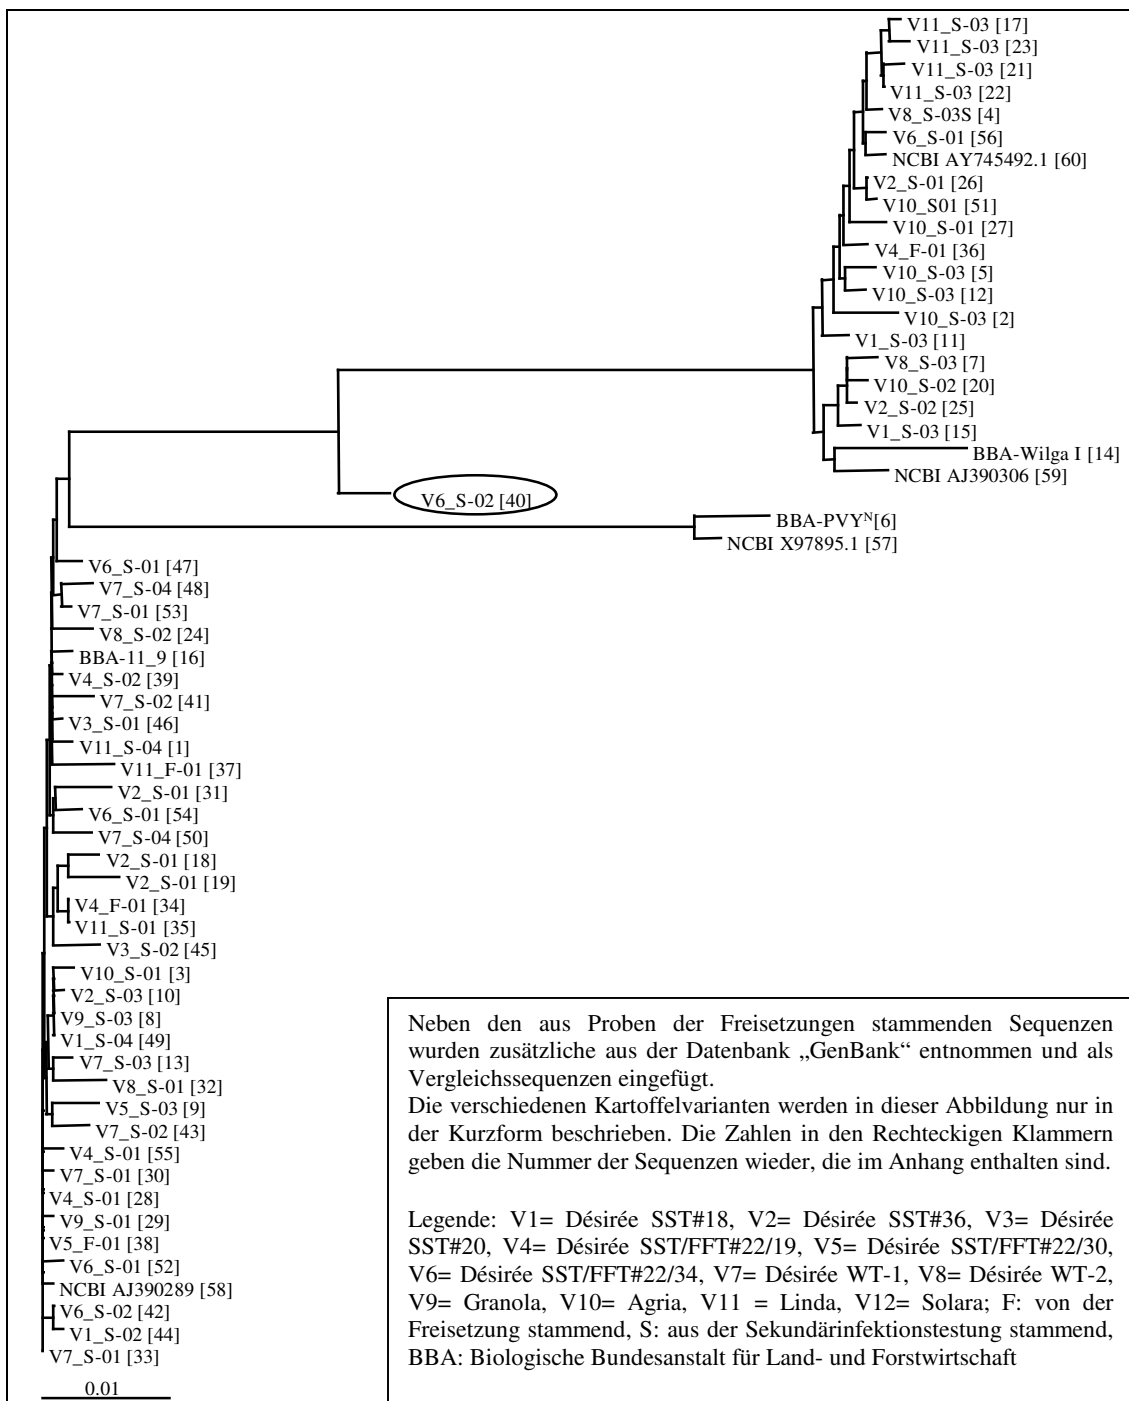 V11_S-03 [17]
V11_S-03 [23]
V11_S-03 [21]
V11_S-03 [22]
V8_S-03S [4]
V6_S-01 [56]
NCBI AY745492.1 [60]
V2_S-01 [26]
V10_S01 [51]
V10_S-01 [27]
V4_F-01 [36]
V10_S-03 [5]
V10_S-03 [12]
V10_S-03 [2]
V1_S-03 [11]
V8_S-03 [7]
V10_S-02 [20]
V2_S-02 [25]
V1_S-03 [15]
BBA-Wilga I [14]
NCBI AJ390306 [59]
V6_S-02 [40]
BBA-PVYᴺ[6]
NCBI X97895.1 [57]
V6_S-01 [47]
V7_S-04 [48]
V7_S-01 [53]
V8_S-02 [24]
BBA-11_9 [16]
V4_S-02 [39]
V7_S-02 [41]
V3_S-01 [46]
V11_S-04 [1]
V11_F-01 [37]
V2_S-01 [31]
V6_S-01 [54]
V7_S-04 [50]
V2_S-01 [18]
V2_S-01 [19]
V4_F-01 [34]
V11_S-01 [35]
V3_S-02 [45]
V10_S-01 [3]
V2_S-03 [10]
V9_S-03 [8]
V1_S-04 [49]
V7_S-03 [13]
V8_S-01 [32]
V5_S-03 [9]
V7_S-02 [43]
V4_S-01 [55]
V7_S-01 [30]
V4_S-01 [28]
V9_S-01 [29]
V5_F-01 [38]
V6_S-01 [52]
NCBI AJ390289 [58]
V6_S-02 [42]
V1_S-02 [44]
V7_S-01 [33]
0.01
Neben den aus Proben der Freisetzungen stammenden Sequenzen
wurden zusätzliche aus der Datenbank „GenBank“ entnommen und als
Vergleichssequenzen eingefügt.
Die verschiedenen Kartoffelvarianten werden in dieser Abbildung nur in
der Kurzform beschrieben. Die Zahlen in den Rechteckigen Klammern
geben die Nummer der Sequenzen wieder, die im Anhang enthalten sind.
Legende: V1= Désirée SST#18, V2= Désirée SST#36, V3= Désirée
SST#20, V4= Désirée SST/FFT#22/19, V5= Désirée SST/FFT#22/30,
V6= Désirée SST/FFT#22/34, V7= Désirée WT-1, V8= Désirée WT-2,
V9= Granola, V10= Agria, V11 = Linda, V12= Solara; F: von der
Freisetzung stammend, S: aus der Sekundärinfektionstestung stammend,
BBA: Biologische Bundesanstalt für Land- und Forstwirtschaft